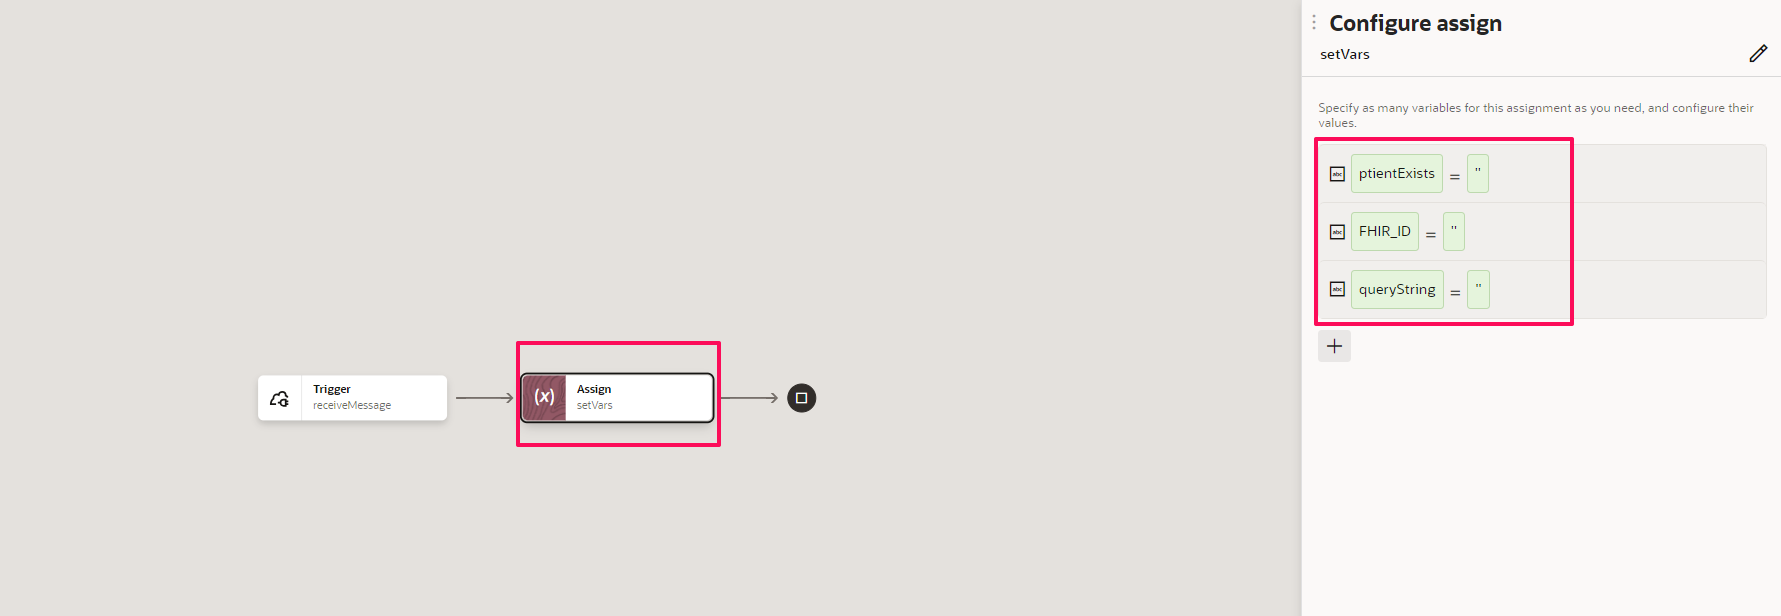 Configure assign
setVars
Specify as many variables for this assignment as you need, and configure their
values.
abc ptientExists = ''
abc FHIR_ID = ''
abc queryString = ''
Trigger
receiveMessage
(x)
Assign
setVars